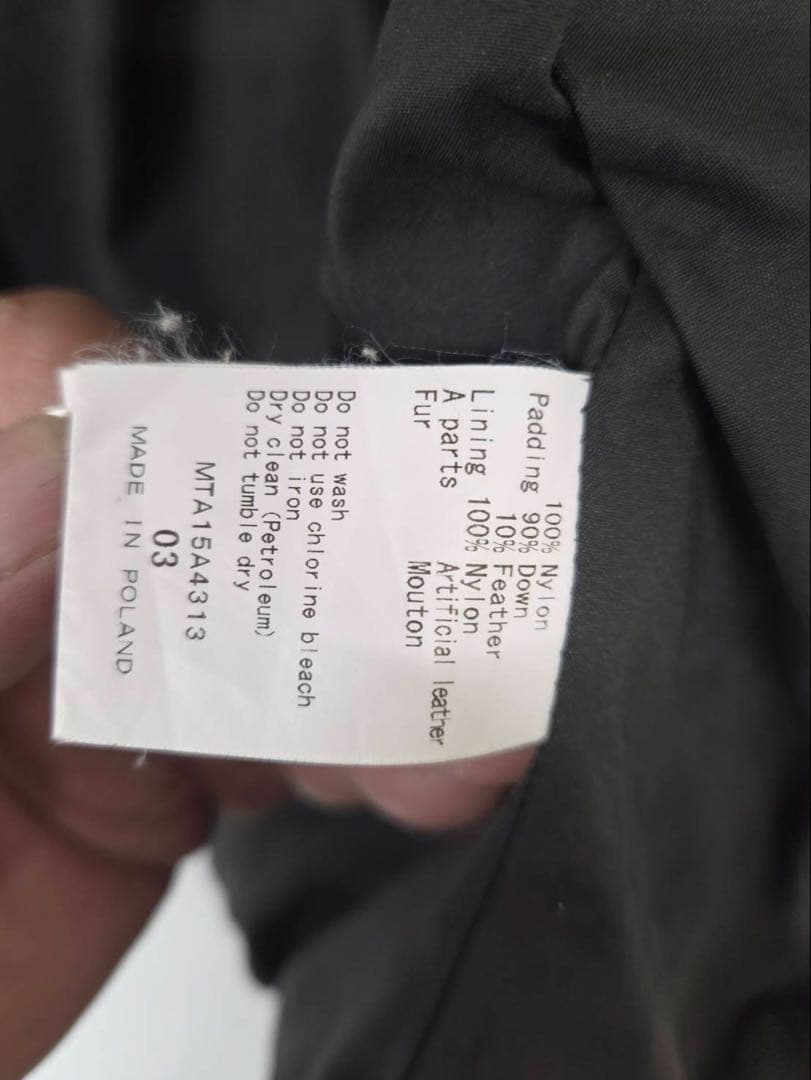 100% Nylon
Padding 90% Down
10% Feather
Lining 100% Nylon
A parts Artificial leather
Fur Mouton
Do not wash
Do not use chlorine bleach
Do not iron
Dry clean (Petroleum)
Do not tumble dry
MTA15A4313
03
MADE IN POLAND